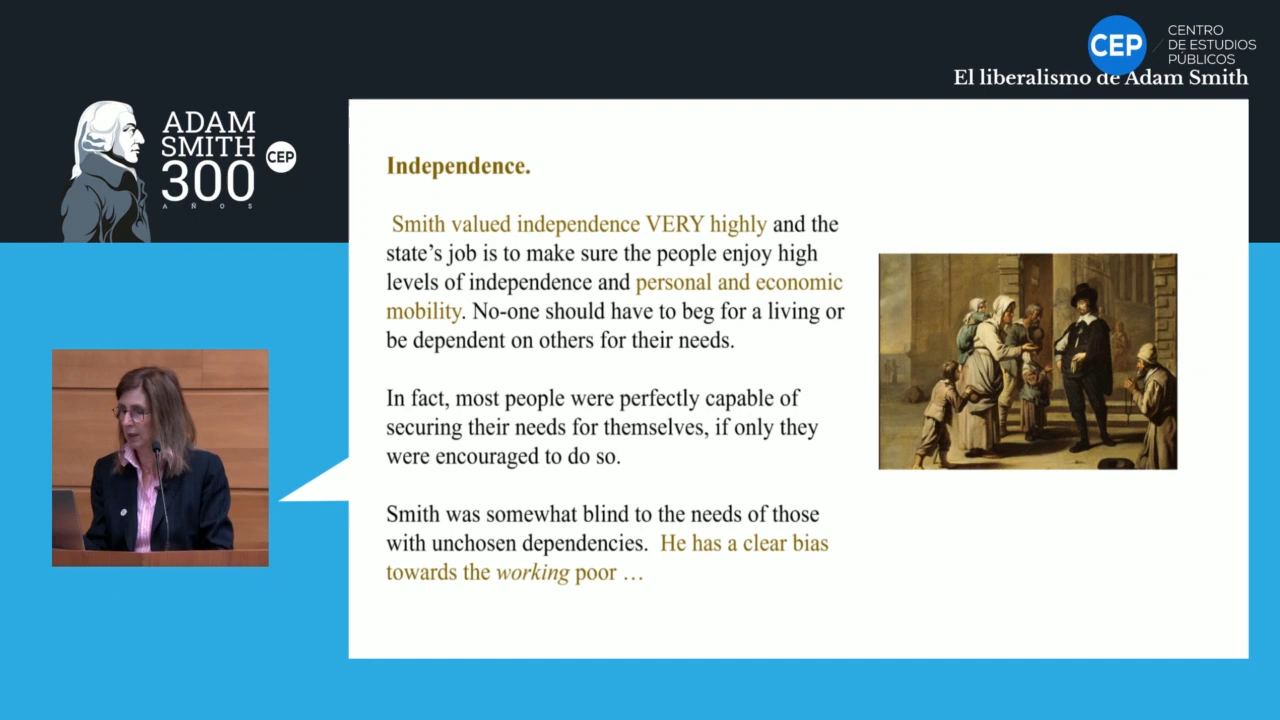 CEP
CENTRO
DE ESTUDIOS
PÚBLICOS
El liberalismo de Adam Smith
ADAM
SMITH
300
AÑOS
CEP
Independence.
Smith valued independence VERY highly and the
state’s job is to make sure the people enjoy high
levels of independence and personal and economic
mobility. No-one should have to beg for a living or
be dependent on others for their needs.
In fact, most people were perfectly capable of
securing their needs for themselves, if only they
were encouraged to do so.
Smith was somewhat blind to the needs of those
with unchosen dependencies. He has a clear bias
towards the working poor …